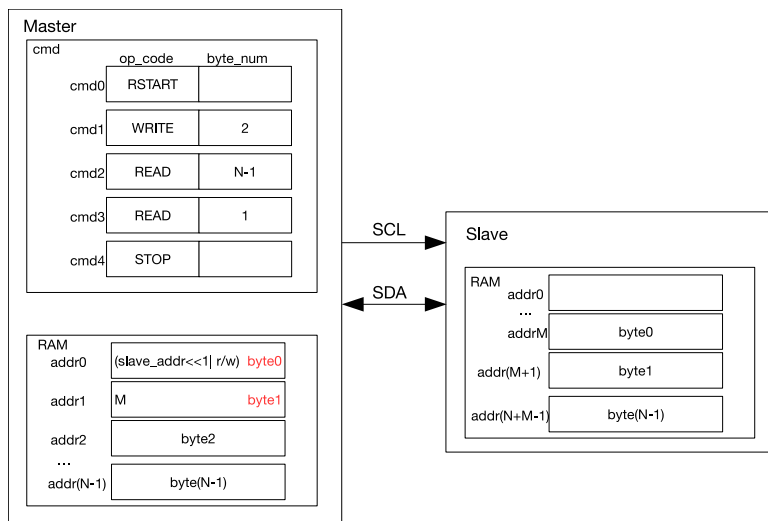 Master
cmd
op_code byte_num
cmd0 RSTART
cmd1 WRITE 2
cmd2 READ N-1
cmd3 READ 1
cmd4 STOP
RAM
addr0 (slave_addr<<1| r/w) byte0
addr1 M byte1
addr2 byte2
...
addr(N-1) byte(N-1)
SCL
SDA
Slave
RAM
addr0
...
addrM byte0
addr(M+1) byte1
addr(N+M-1) byte(N-1)